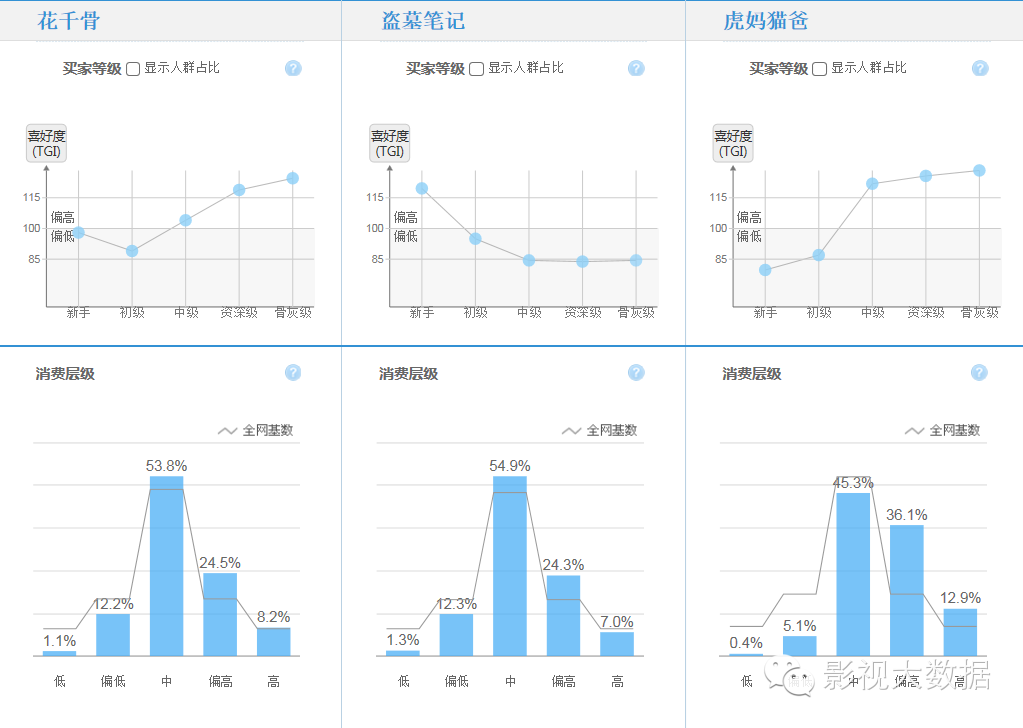 花千骨
盗墓笔记
虎妈猫爸
买家等级 显示人群占比 ?
买家等级 显示人群占比 ?
买家等级 显示人群占比 ?
喜好度
(TGI)
115
偏高
100
偏低
85
新手 初级 中级 资深级 骨灰级
喜好度
(TGI)
115
偏高
100
偏低
85
新手 初级 中级 资深级 骨灰级
喜好度
(TGI)
115
偏高
100
偏低
85
新手 初级 中级 资深级 骨灰级
消费层级 ?
全网基数
1.1% 12.2% 53.8% 24.5% 8.2%
低 偏低 中 偏高 高
消费层级 ?
全网基数
1.3% 12.3% 54.9% 24.3% 7.0%
低 偏低 中 偏高 高
消费层级 ?
全网基数
0.4% 5.1% 45.3% 36.1% 12.9%
低 中 偏高 高
影视大数据